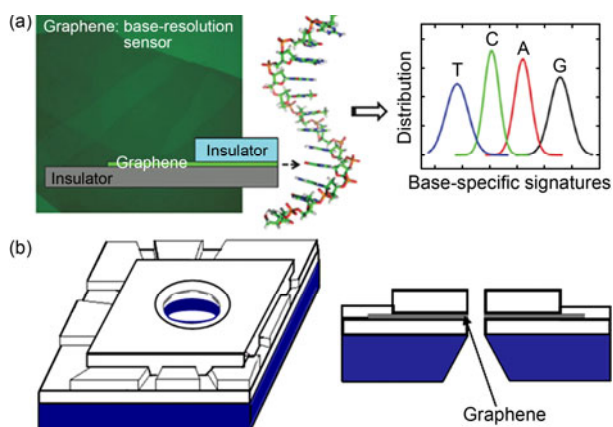 (a)
Graphene: base-resolution
sensor
Insulator
Graphene
Insulator
Distribution
T
C
A
G
Base-specific signatures
(b)
Graphene